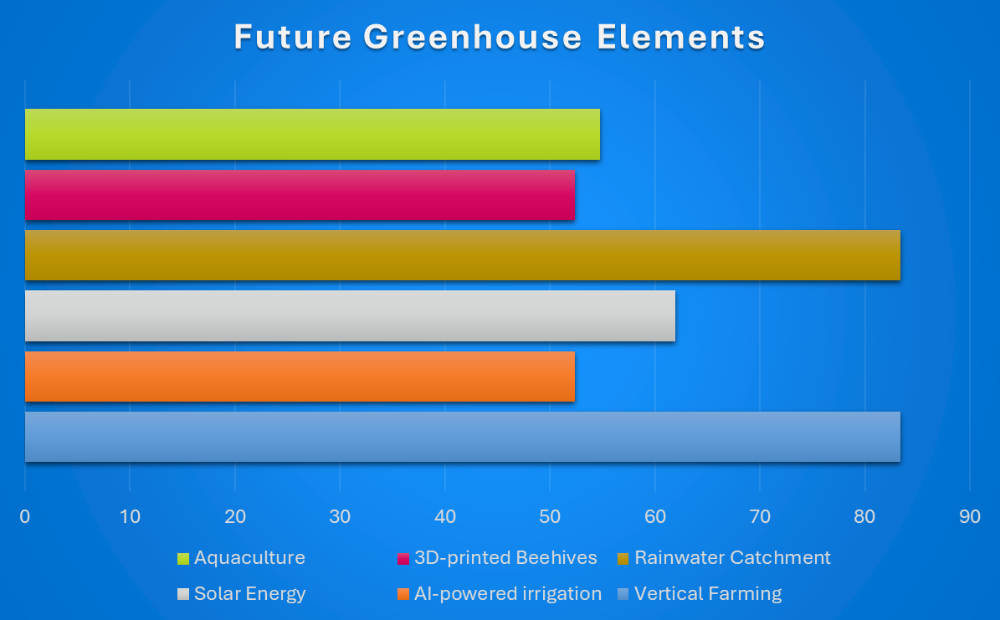 Future Greenhouse Elements
0 10 20 30 40 50 60 70 80 90
Aquaculture 3D-printed Beehives Rainwater Catchment
Solar Energy AI-powered irrigation Vertical Farming